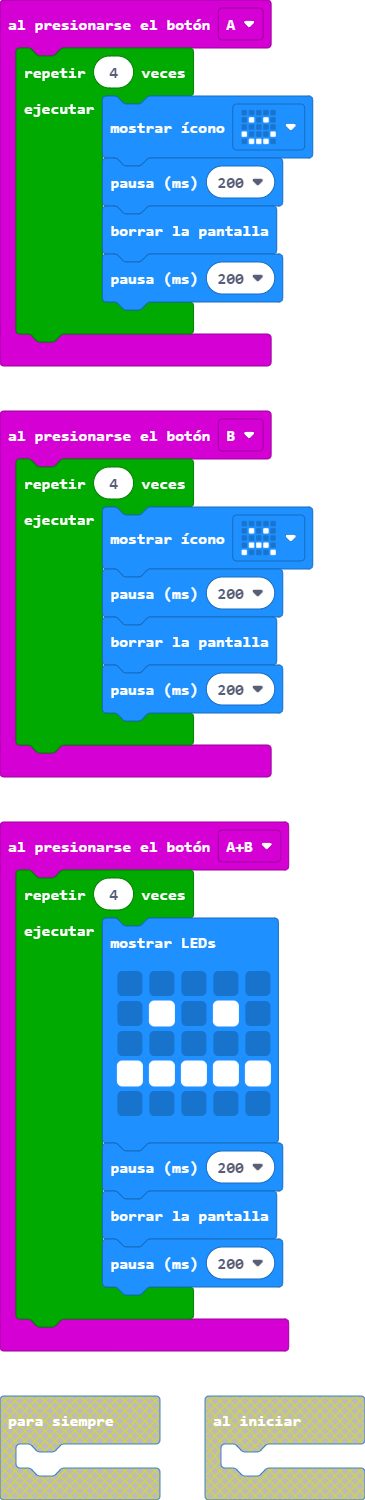 al presionarse el botón A
repetir 4 veces
ejecutar
mostrar ícono
pausa (ms) 200
borrar la pantalla
pausa (ms) 200
al presionarse el botón B
repetir 4 veces
ejecutar
mostrar ícono
pausa (ms) 200
borrar la pantalla
pausa (ms) 200
al presionarse el botón A+B
repetir 4 veces
ejecutar
mostrar LEDs
pausa (ms) 200
borrar la pantalla
pausa (ms) 200
para siempre
al iniciar